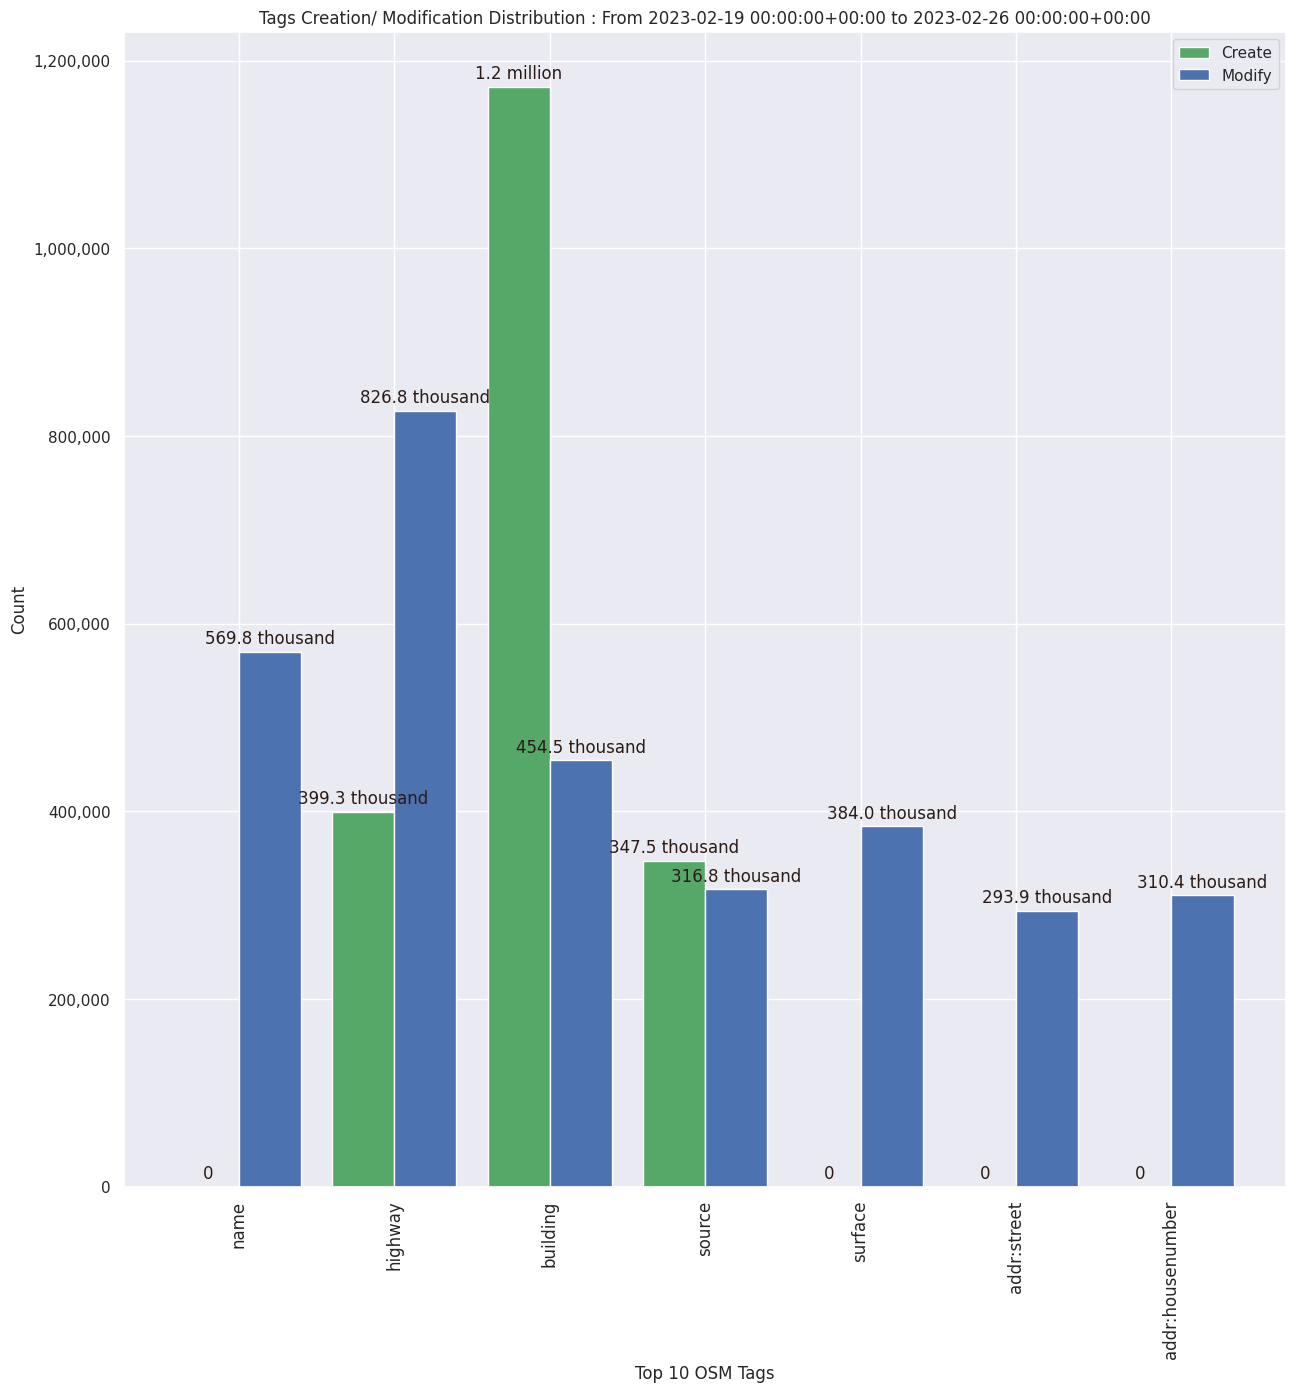 Tags Creation/ Modification Distribution : From 2023-02-19 00:00:00+00:00 to 2023-02-26 00:00:00+00:00
Create
Modify
1,200,000
1,000,000
800,000
600,000
400,000
200,000
0
Count
0
569.8 thousand
399.3 thousand
826.8 thousand
1.2 million
454.5 thousand
347.5 thousand
316.8 thousand
0
384.0 thousand
0
293.9 thousand
0
310.4 thousand
name
highway
building
source
surface
addr:street
addr:housenumber
Top 10 OSM Tags